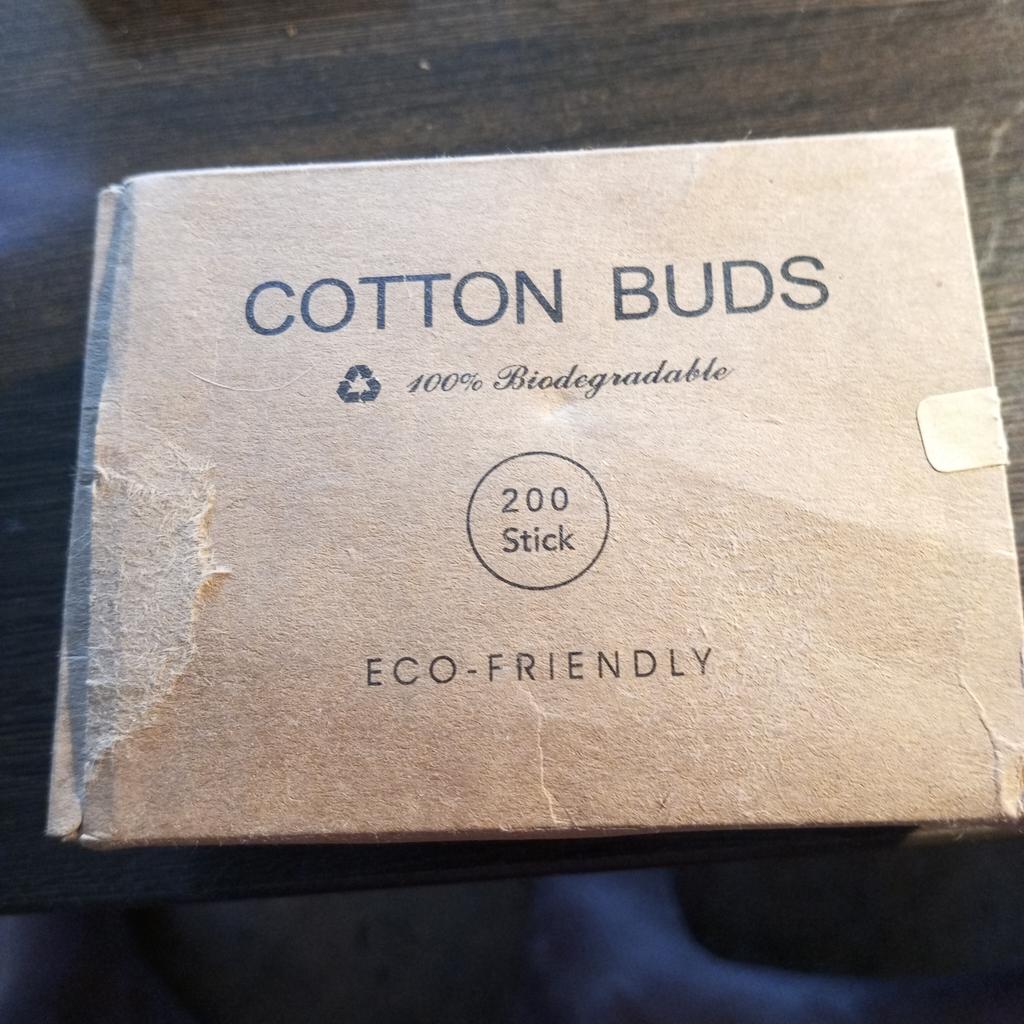 COTTON BUDS
100% Biodegradable
200
Stick
ECO-FRIENDLY